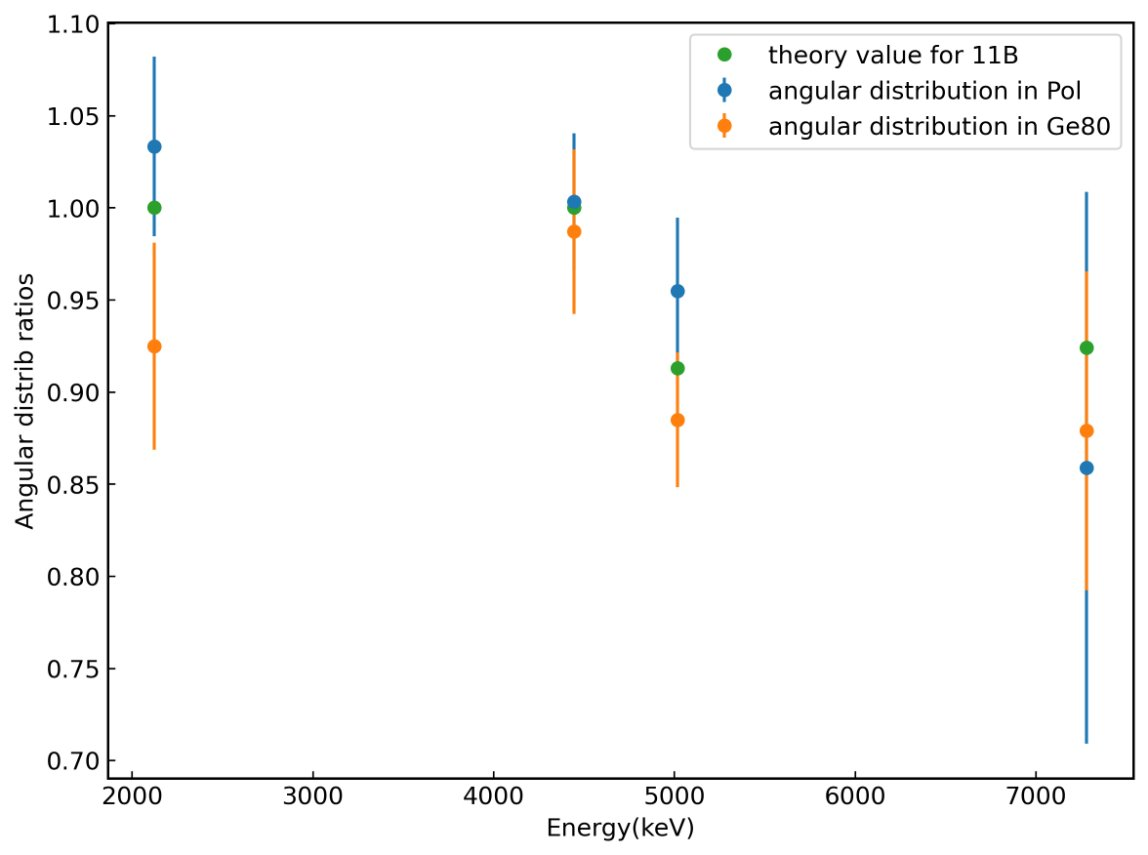 1.10
1.05
1.00
0.95
0.90
0.85
0.80
0.75
0.70
Angular distrib ratios
theory value for 11B
angular distribution in Pol
angular distribution in Ge80
2000 3000 4000 5000 6000 7000
Energy(keV)